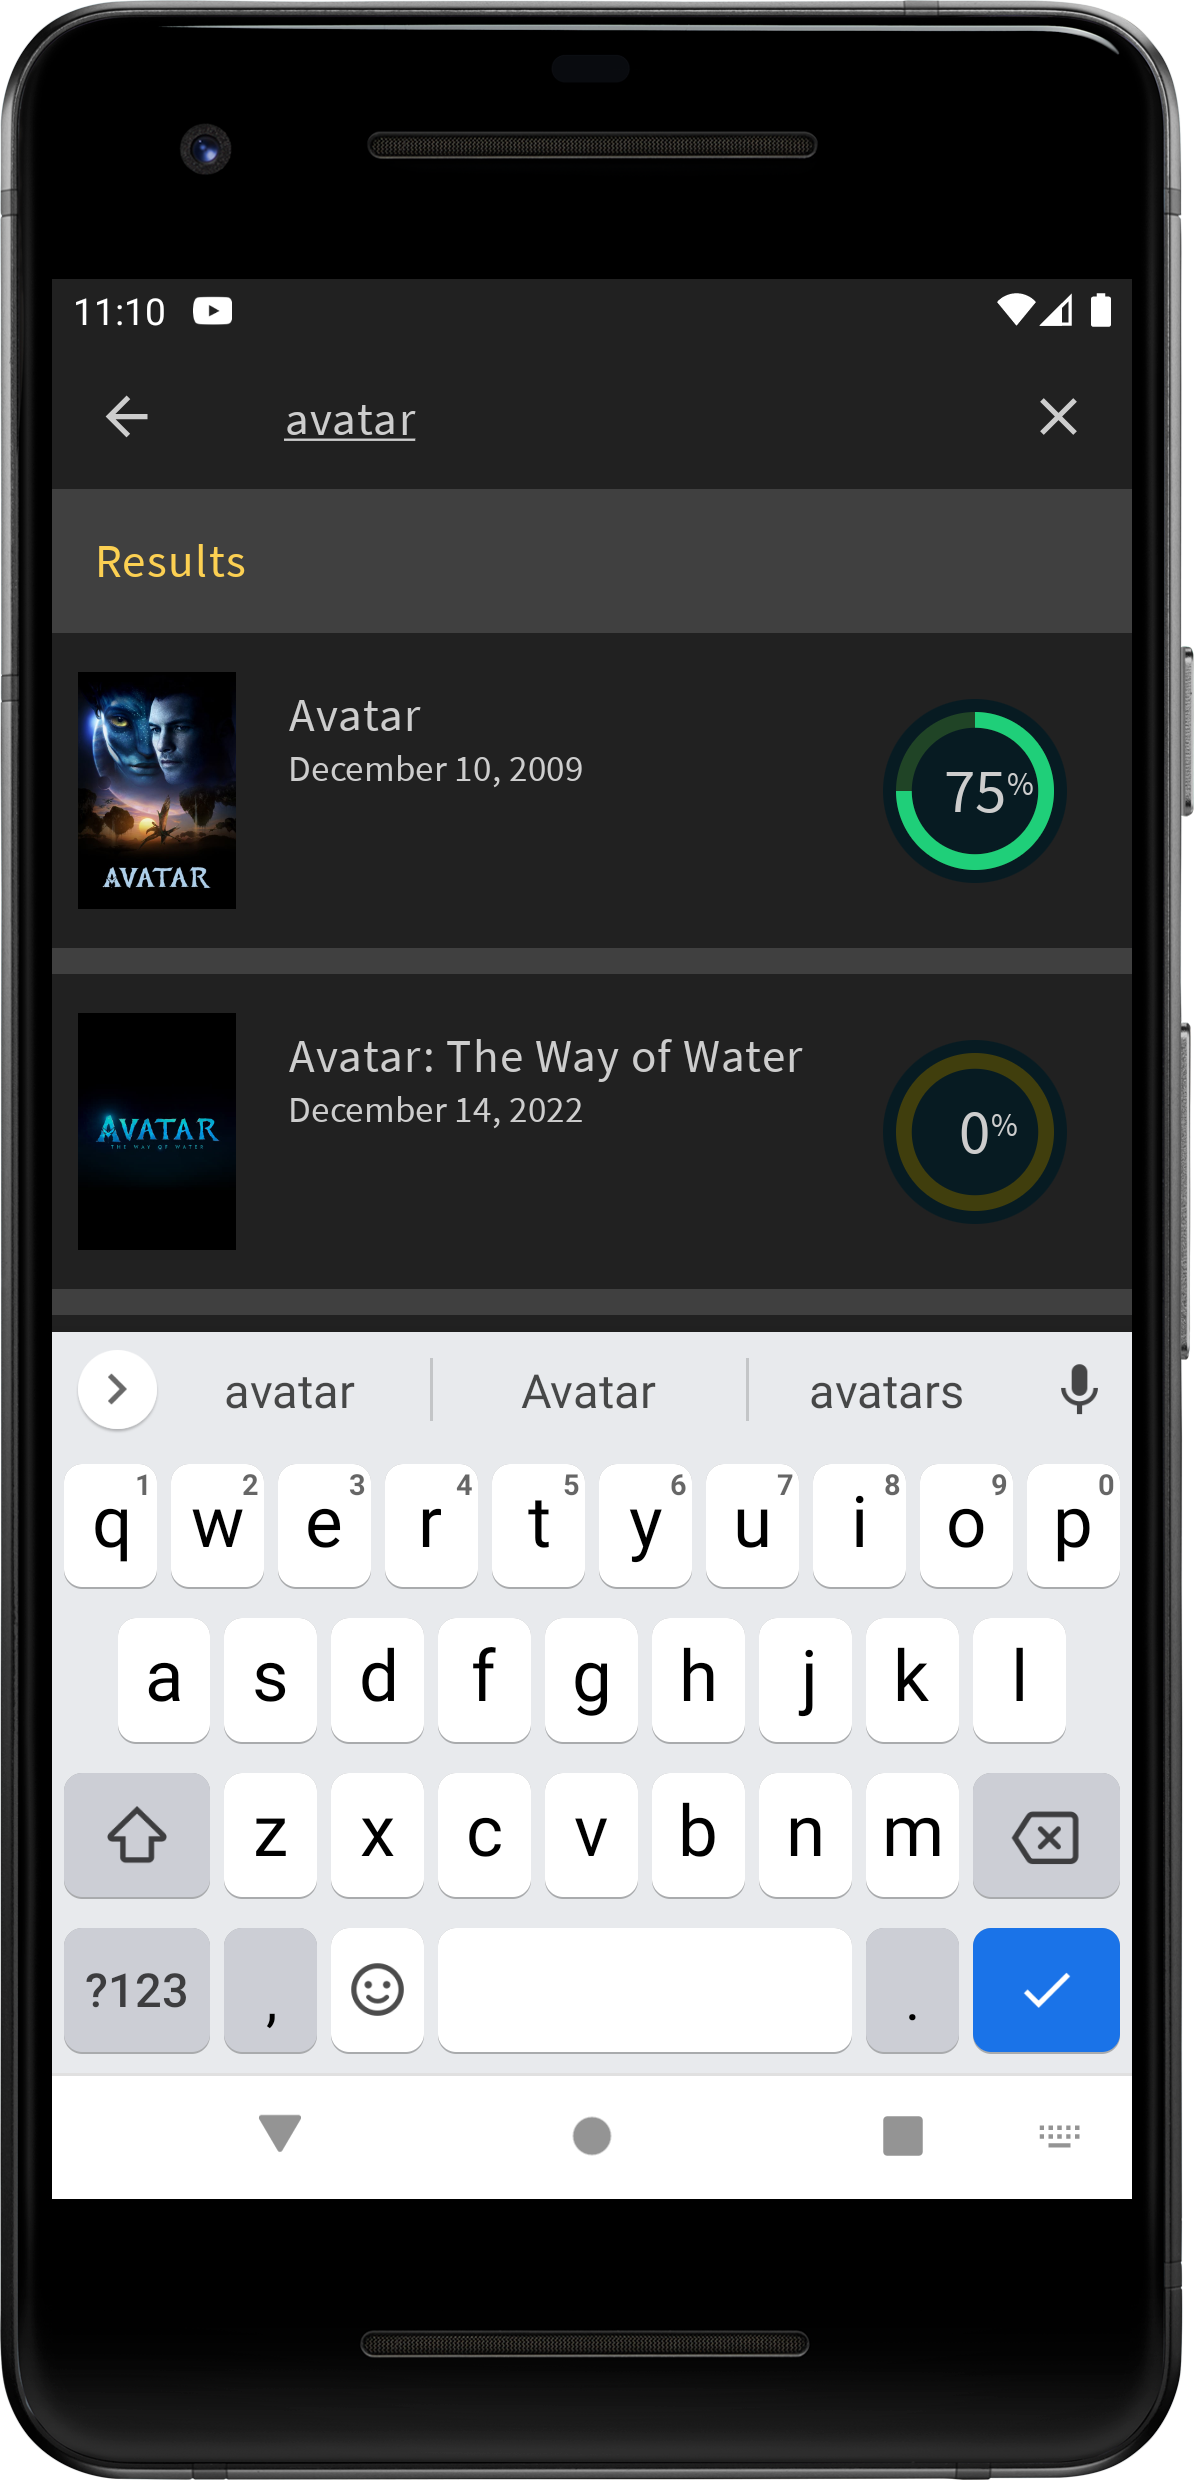 11:10
avatar
Results
Avatar
December 10, 2009
75%
AVATAR
Avatar: The Way of Water
December 14, 2022
0%
AVATAR
THE WAY OF WATER
avatar Avatar avatars
1 2 3 4 5 6 7 8 9 0
q w e r t y u i o p
a s d f g h j k l
z x c v b n m
?123 , .